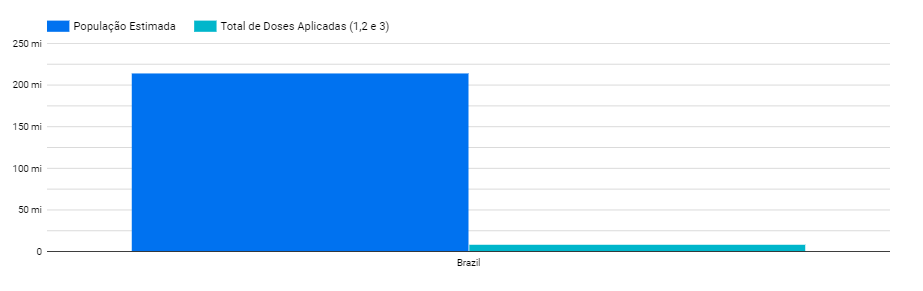 População Estimada
Total de Doses Aplicadas (1,2 e 3)
250 mi
200 mi
150 mi
100 mi
50 mi
0
Brazil